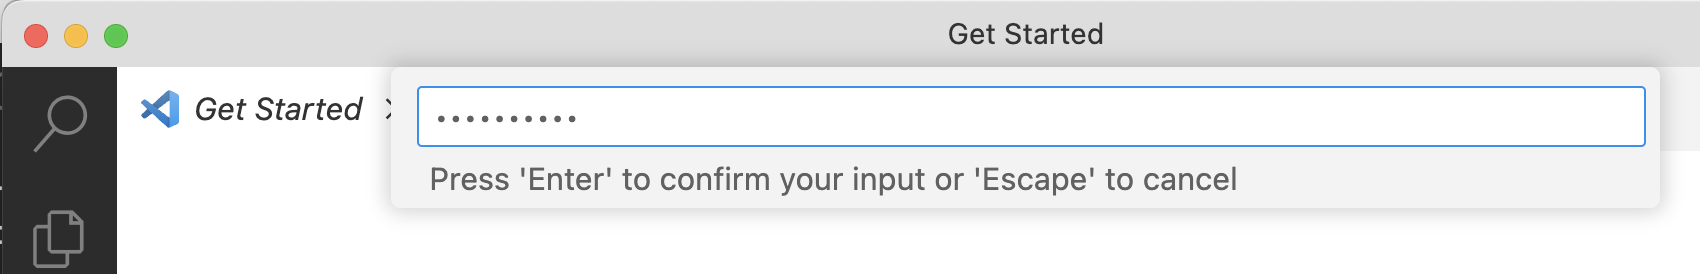 Get Started
Get Started
••••••••••
Press 'Enter' to confirm your input or 'Escape' to cancel